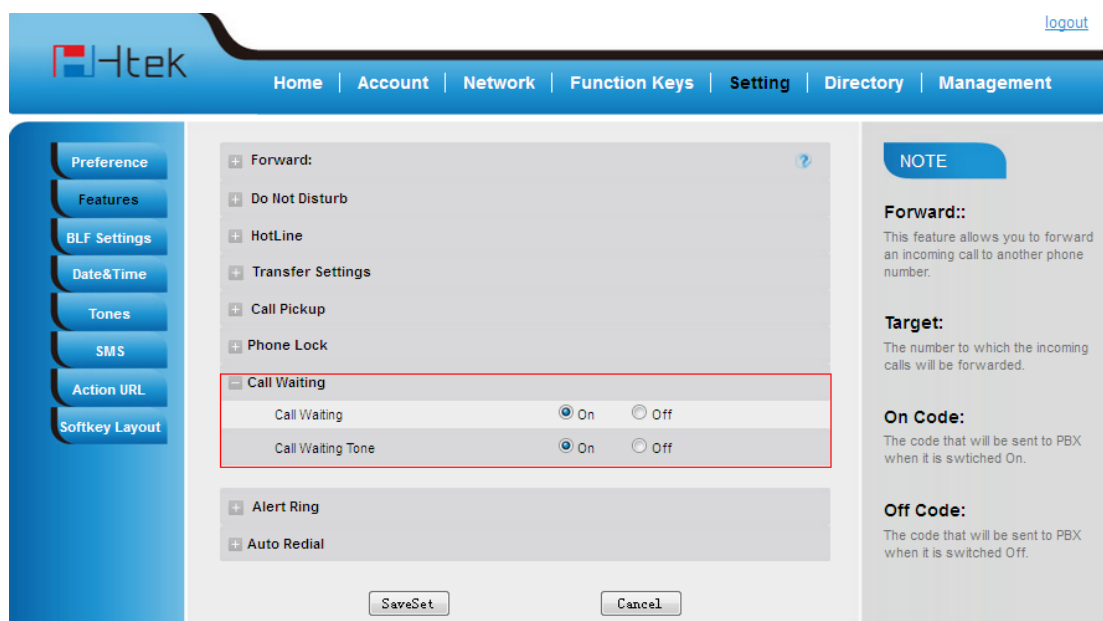 logout
Htek
Home | Account | Network | Function Keys | Setting | Directory | Management
Preference
Features
BLF Settings
Date&Time
Tones
SMS
Action URL
Softkey Layout
Forward:
Do Not Disturb
HotLine
Transfer Settings
Call Pickup
Phone Lock
Call Waiting
Call Waiting On Off
Call Waiting Tone On Off
Alert Ring
Auto Redial
SaveSet Cancel
NOTE
Forward::
This feature allows you to forward
an incoming call to another phone
number.
Target:
The number to which the incoming
calls will be forwarded.
On Code:
The code that will be sent to PBX
when it is swtiched On.
Off Code:
The code that will be sent to PBX
when it is switched Off.